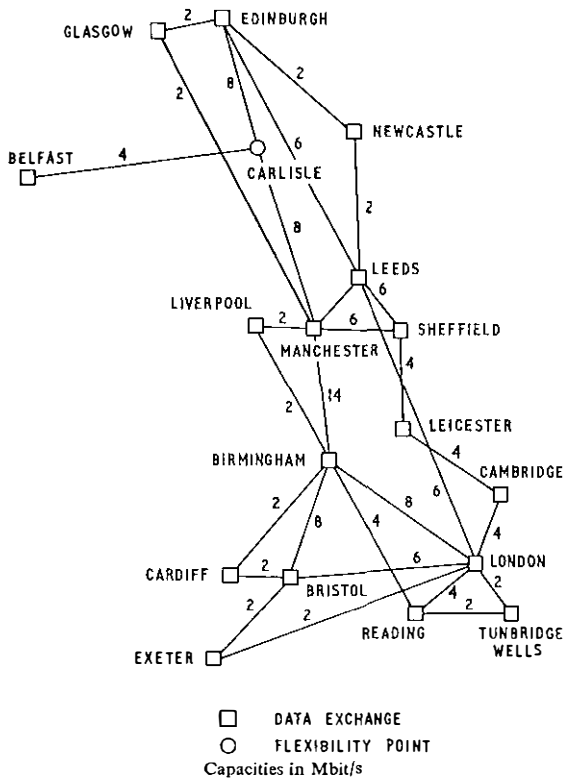 EDINBURGH
GLASGOW
2
2
8
2
NEWCASTLE
6
BELFAST
4
CARLISLE
8
2
LEEDS
6
LIVERPOOL
2
6
SHEFFIELD
MANCHESTER
4
2
14
LEICESTER
4
BIRMINGHAM
CAMBRIDGE
6
8
2
8
4
4
6
LONDON
2
CARDIFF
BRISTOL
2
4
2
2
2
READING
TUNBRIDGE
WELLS
EXETER
DATA EXCHANGE
FLEXIBILITY POINT
Capacities in Mbit/s